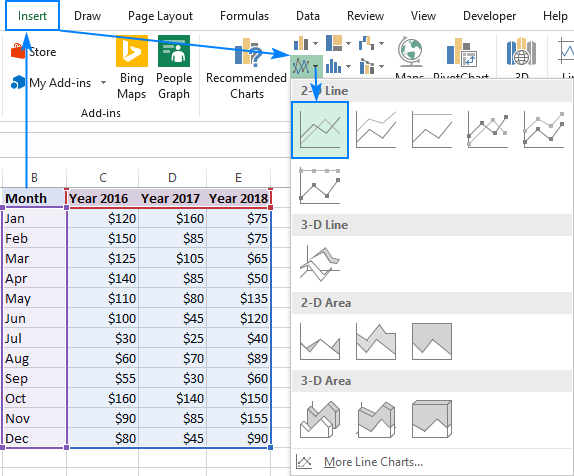 Insert Draw Page Layout Formulas Data Review View Developer Help
Store
My Add-ins
Bing Maps
People Graph
Recommended Charts
Maps PivotChart 3D
Add-ins
2-D Line
3-D Line
2-D Area
3-D Area
More Line Charts...
B C D E
Month Year 2016 Year 2017 Year 2018
Jan $120 $160 $75
Feb $150 $85 $75
Mar $125 $105 $65
Apr $140 $85 $50
May $110 $80 $135
Jun $100 $45 $120
Jul $30 $25 $40
Aug $60 $70 $89
Sep $55 $30 $60
Oct $160 $140 $150
Nov $90 $85 $155
Dec $80 $45 $90